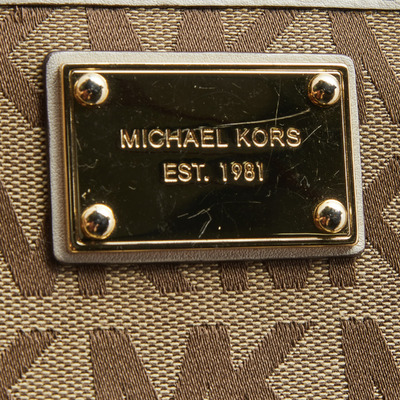 MICHAEL KORS
EST. 1981